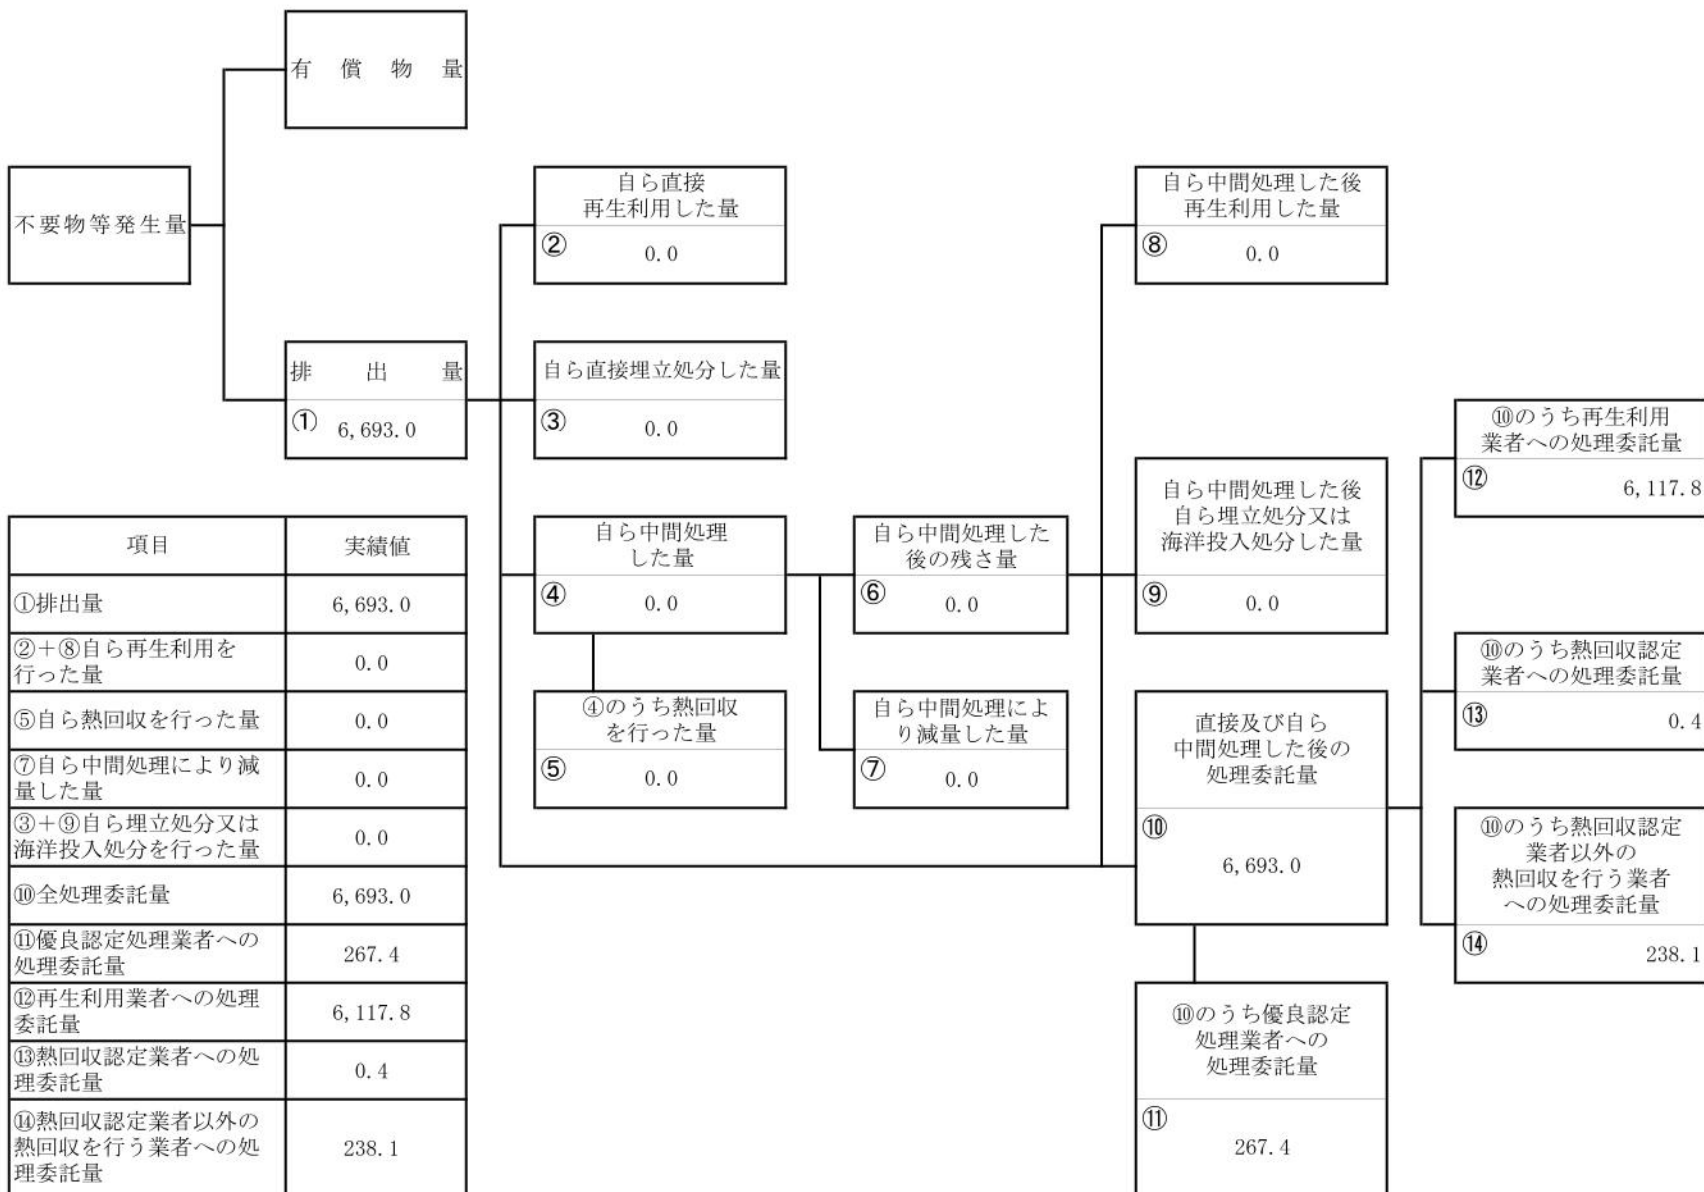 有償物量
不要物等発生量
排出量
① 6,693.0
自ら直接
再生利用した量
② 0.0
自ら直接埋立処分した量
③ 0.0
自ら中間処理
した量
④ 0.0
④のうち熱回収
を行った量
⑤ 0.0
自ら中間処理した
後の残さ量
⑥ 0.0
自ら中間処理によ
り減量した量
⑦ 0.0
自ら中間処理した後
再生利用した量
⑧ 0.0
自ら中間処理した後
自ら埋立処分又は
海洋投入処分した量
⑨ 0.0
直接及び自ら
中間処理した後の
処理委託量
⑩
6,693.0
⑩のうち優良認定
処理業者への
処理委託量
⑪
267.4
⑩のうち再生利用
業者への処理委託量
⑫ 6,117.8
⑩のうち熱回収認定
業者への処理委託量
⑬ 0.4
⑩のうち熱回収認定
業者以外の
熱回収を行う業者
への処理委託量
⑭ 238.1
項目 実績値
①排出量 6,693.0
②+⑧自ら再生利用を
行った量 0.0
⑤自ら熱回収を行った量 0.0
⑦自ら中間処理により減
量した量 0.0
③+⑨自ら埋立処分又は
海洋投入処分を行った量 0.0
⑩全処理委託量 6,693.0
⑪優良認定処理業者への
処理委託量 267.4
⑫再生利用業者への処理
委託量 6,117.8
⑬熱回収認定業者への処
理委託量 0.4
⑭熱回収認定業者以外の
熱回収を行う業者への処
理委託量 238.1